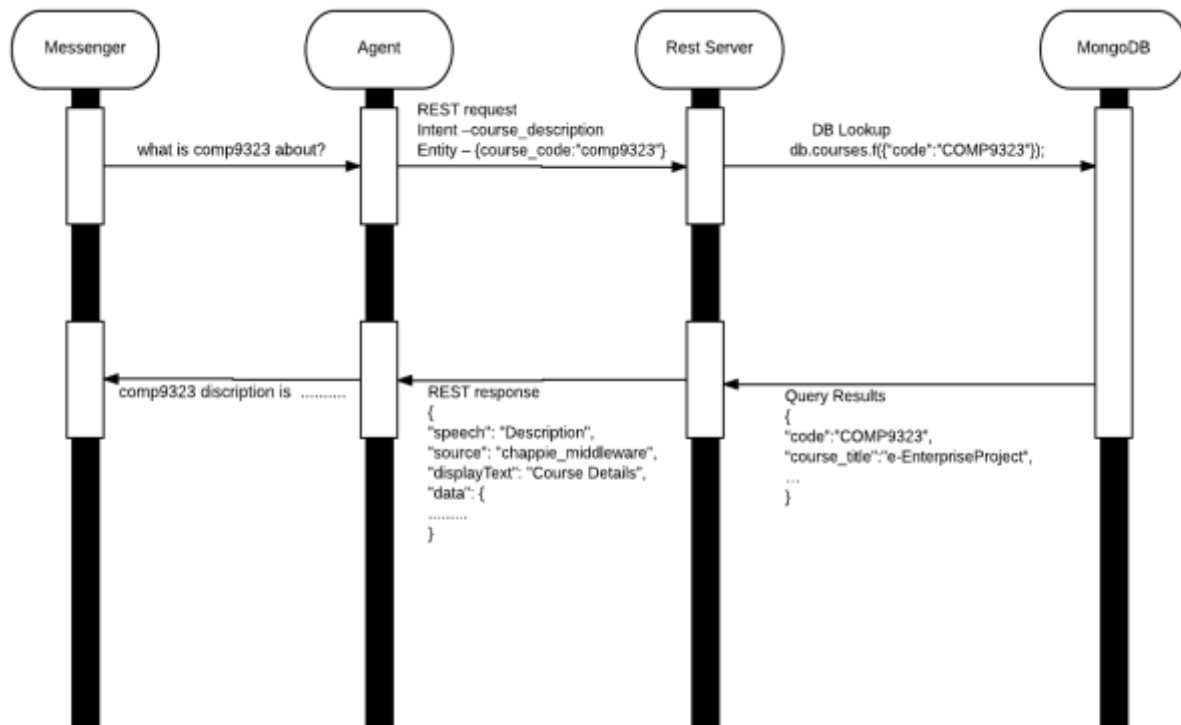 Messenger
Agent
Rest Server
MongoDB
what is comp9323 about?
REST request
Intent –course_description
Entity – {course_code:"comp9323"}
DB Lookup
db.courses.f({"code":"COMP9323"});
comp9323 discription is ..........
REST response
{
"speech": "Description",
"source": "chappie_middleware",
"displayText": "Course Details",
"data": {
.........
}
Query Results
{
"code":"COMP9323",
"course_title":"e-EnterpriseProject",
...
}